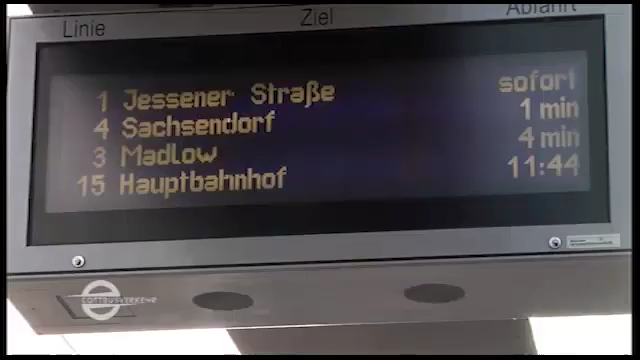 Linie Ziel Abfahrt
1 Jessener Straße sofort
4 Sachsendorf 1 min
3 Madlow 4 min
15 Hauptbahnhof 11:44
COTTBUSVERKEHR